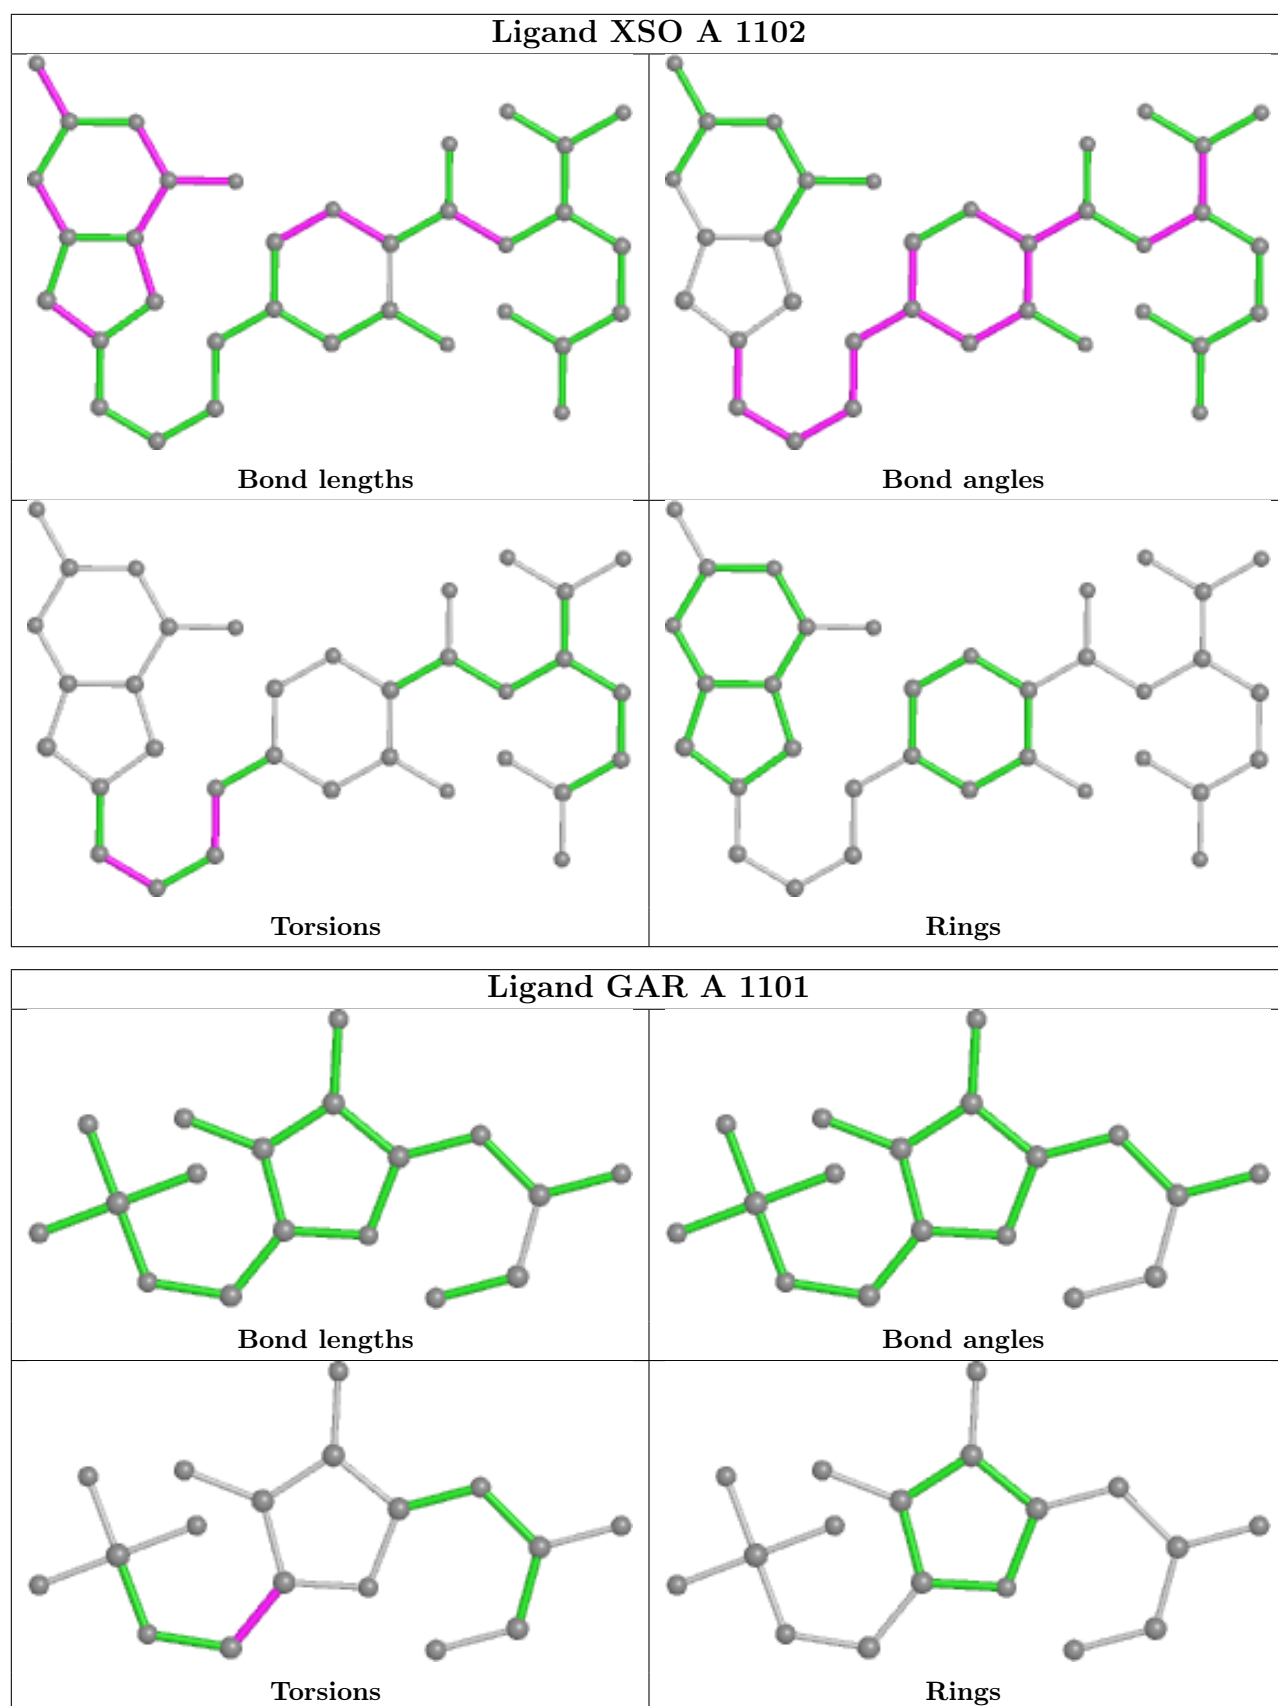 Ligand XSO A 1102
Bond lengths
Bond angles
Torsions
Rings
Ligand GAR A 1101
Bond lengths
Bond angles
Torsions
Rings